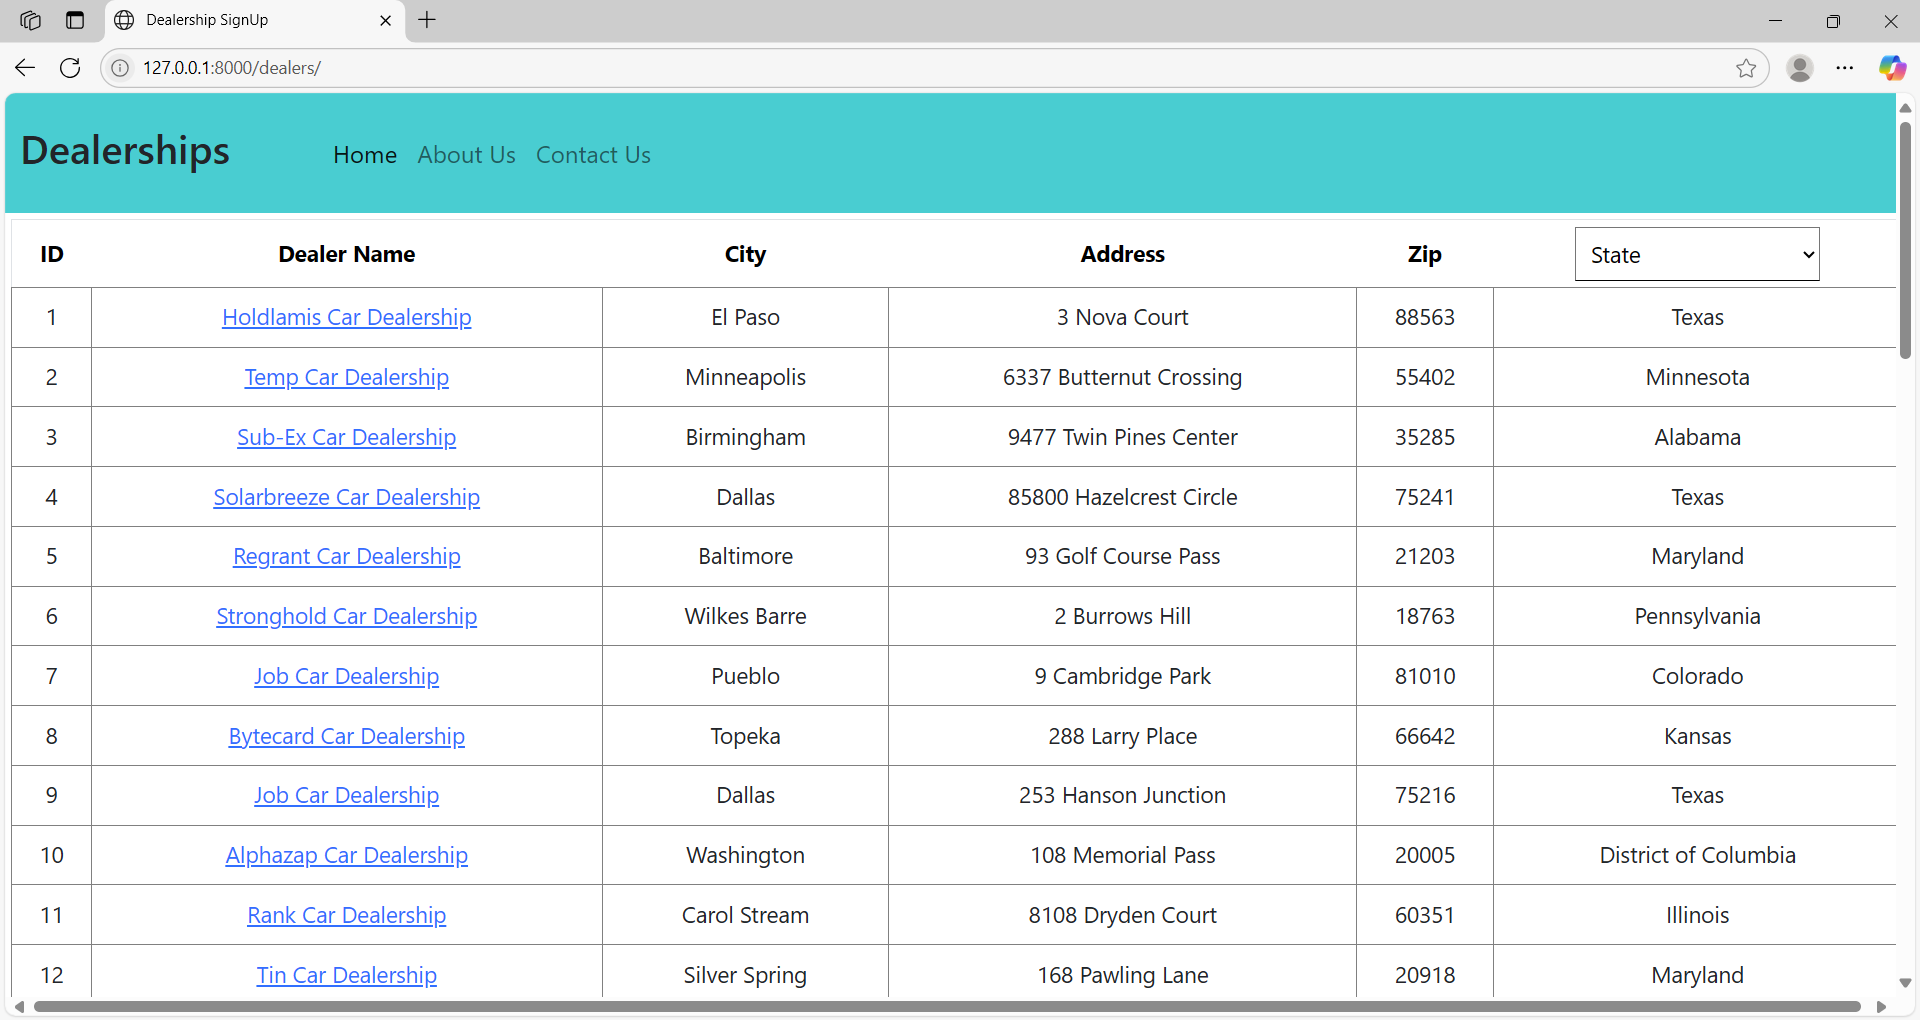 Dealership SignUp
127.0.0.1:8000/dealers/
Dealerships Home About Us Contact Us
ID Dealer Name City Address Zip State
1 Holdlamis Car Dealership El Paso 3 Nova Court 88563 Texas
2 Temp Car Dealership Minneapolis 6337 Butternut Crossing 55402 Minnesota
3 Sub-Ex Car Dealership Birmingham 9477 Twin Pines Center 35285 Alabama
4 Solarbreeze Car Dealership Dallas 85800 Hazelcrest Circle 75241 Texas
5 Regrant Car Dealership Baltimore 93 Golf Course Pass 21203 Maryland
6 Stronghold Car Dealership Wilkes Barre 2 Burrows Hill 18763 Pennsylvania
7 Job Car Dealership Pueblo 9 Cambridge Park 81010 Colorado
8 Bytecard Car Dealership Topeka 288 Larry Place 66642 Kansas
9 Job Car Dealership Dallas 253 Hanson Junction 75216 Texas
10 Alphazap Car Dealership Washington 108 Memorial Pass 20005 District of Columbia
11 Rank Car Dealership Carol Stream 8108 Dryden Court 60351 Illinois
12 Tin Car Dealership Silver Spring 168 Pawling Lane 20918 Maryland